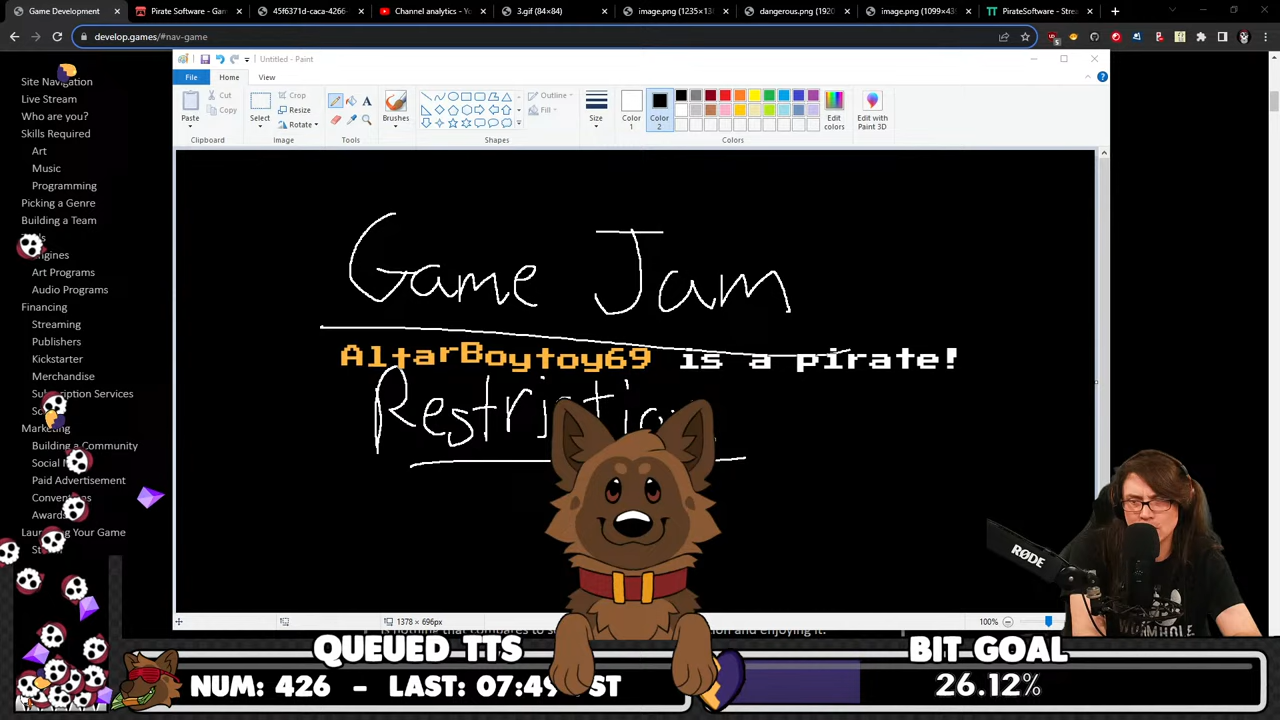 Game Development
Pirate Software - Gam
45f6371d-caca-4266-
Channel analytics - Yo
3.gif (84×84)
image.png (1235×13
dangerous.png (1920
image.png (1099×43
PirateSoftware - Strea
develop.games/#nav-game
Untitled - Paint
File
Home
View
Paste
Cut
Copy
Clipboard
Select
Crop
Resize
Rotate
Image
Tools
Brushes
Shapes
Outline
Fill
Size
Color 1
Color 2
Edit colors
Edit with Paint 3D
Colors
Site Navigation
Live Stream
Who are you?
Skills Required
Art
Music
Programming
Picking a Genre
Building a Team
Engines
Art Programs
Audio Programs
Financing
Streaming
Publishers
Kickstarter
Merchandise
Subscription Services
Marketing
Building a Community
Social
Paid Advertisement
Conventions
Awards
Launching Your Game
Game Jam
AltarBoytoy69 is a pirate!
RØDE
WORMHOLE
1378 × 696px
100%
QUEUED TTS
NUM: 426 - LAST: 07:49
BIT GOAL
26.12%